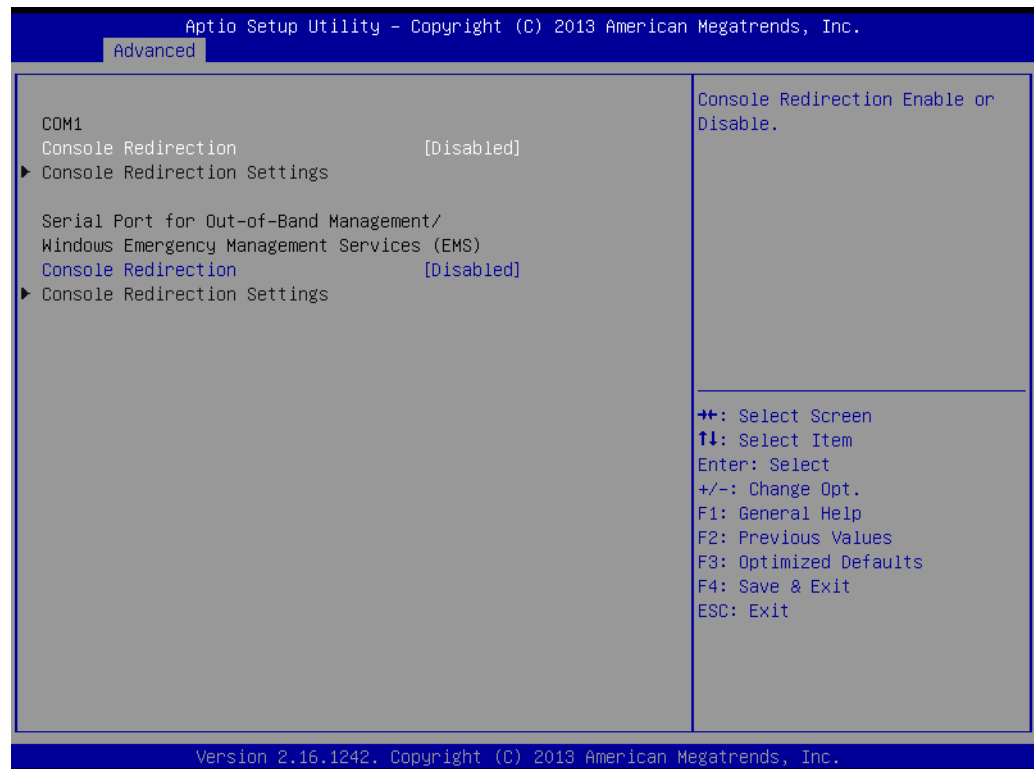 Aptio Setup Utility – Copyright (C) 2013 American Megatrends, Inc.
Advanced
COM1
Console Redirection [Disabled]
▶ Console Redirection Settings
Serial Port for Out-of-Band Management/
Windows Emergency Management Services (EMS)
Console Redirection [Disabled]
▶ Console Redirection Settings
Console Redirection Enable or
Disable.
→←: Select Screen
↑↓: Select Item
Enter: Select
+/-: Change Opt.
F1: General Help
F2: Previous Values
F3: Optimized Defaults
F4: Save & Exit
ESC: Exit
Version 2.16.1242. Copyright (C) 2013 American Megatrends, Inc.